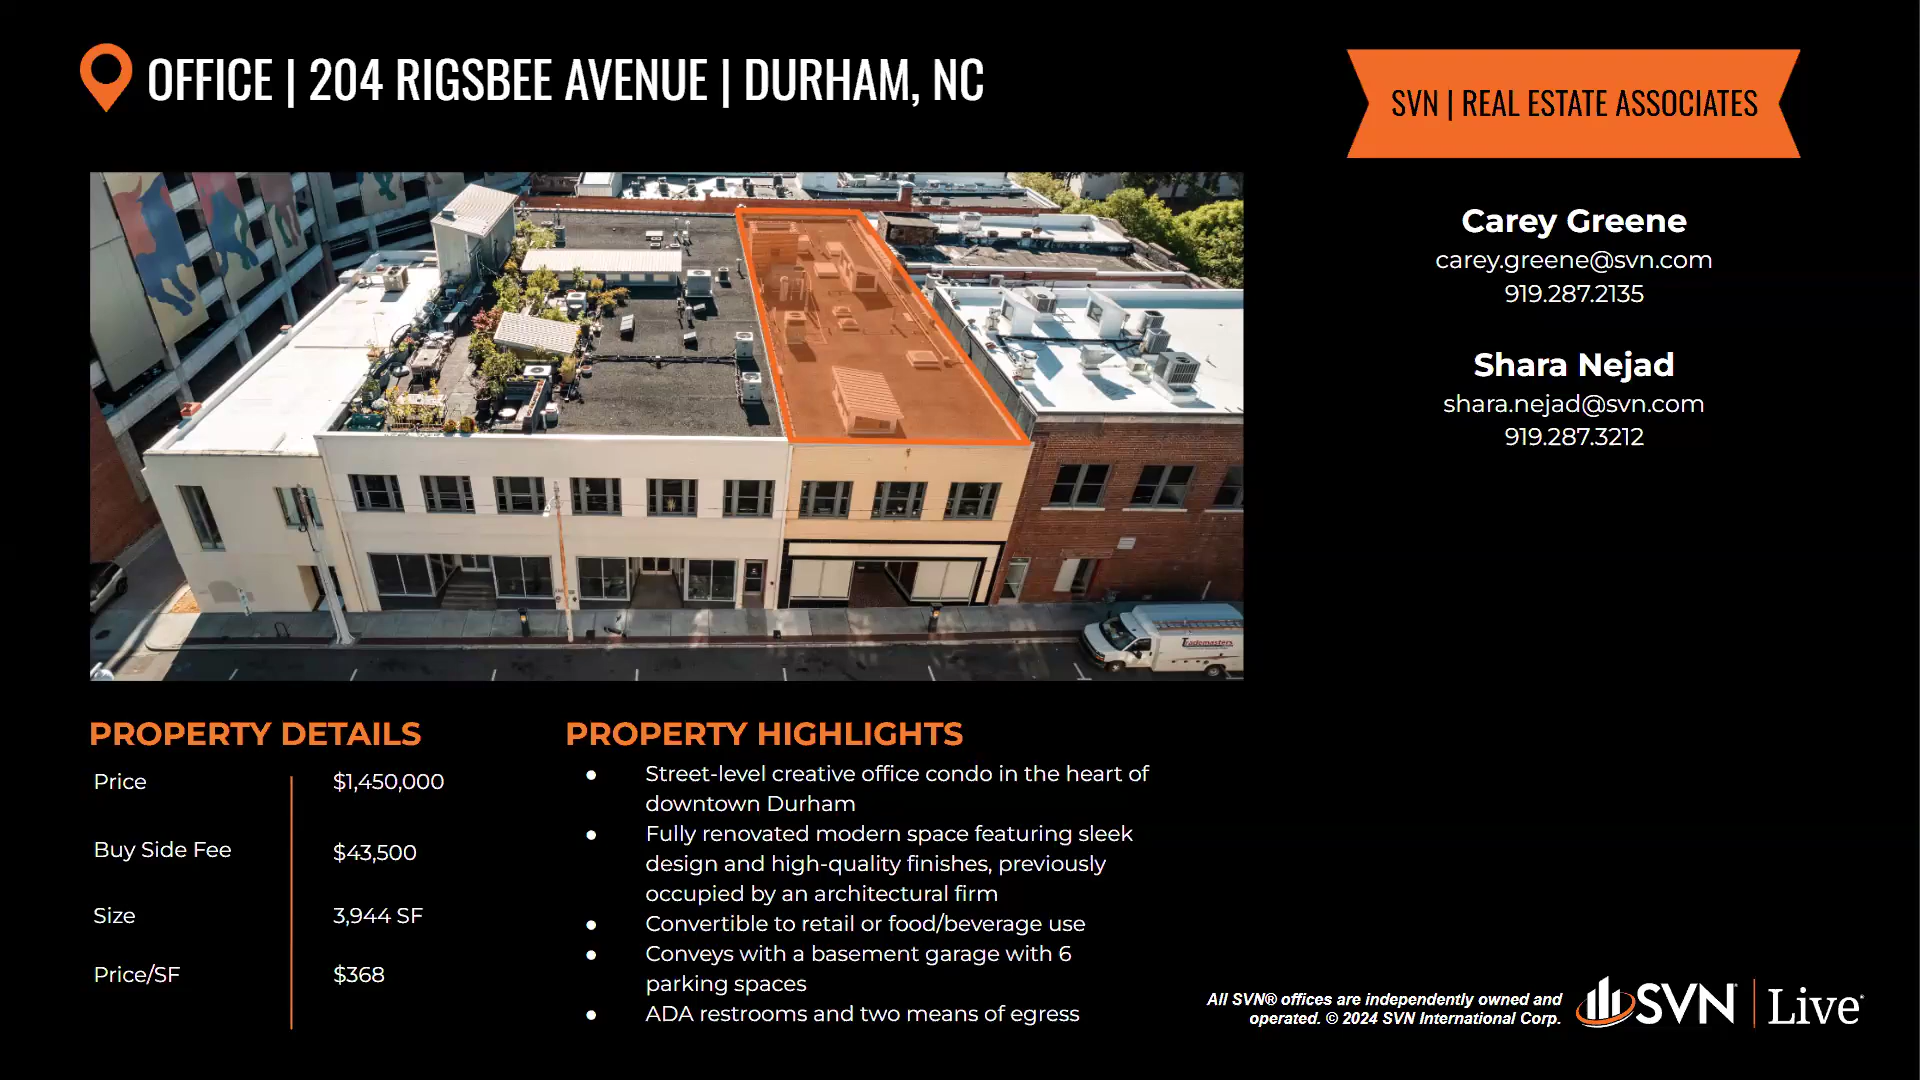 OFFICE | 204 RIGSBEE AVENUE | DURHAM, NC
SVN | REAL ESTATE ASSOCIATES
Carey Greene
carey.greene@svn.com
919.287.2135
Shara Nejad
shara.nejad@svn.com
919.287.3212
Trademasters
PROPERTY DETAILS
Price $1,450,000
Buy Side Fee $43,500
Size 3,944 SF
Price/SF $368
PROPERTY HIGHLIGHTS
● Street-level creative office condo in the heart of
downtown Durham
● Fully renovated modern space featuring sleek
design and high-quality finishes, previously
occupied by an architectural firm
● Convertible to retail or food/beverage use
● Conveys with a basement garage with 6
parking spaces
● ADA restrooms and two means of egress
All SVN® offices are independently owned and
operated. © 2024 SVN International Corp.
SVN® | Live®